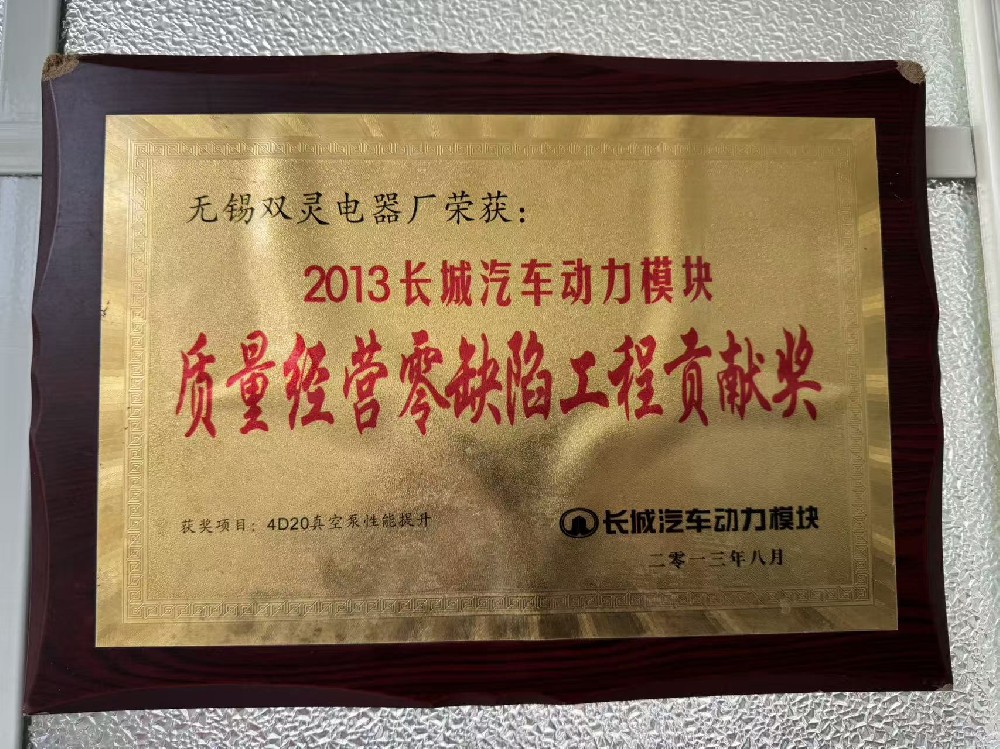 无锡双灵电器厂荣获：
2013长城汽车动力模块
质量经营零缺陷工程贡献奖
获奖项目：4D20真空泵性能提升
长城汽车动力模块
二零一三年八月